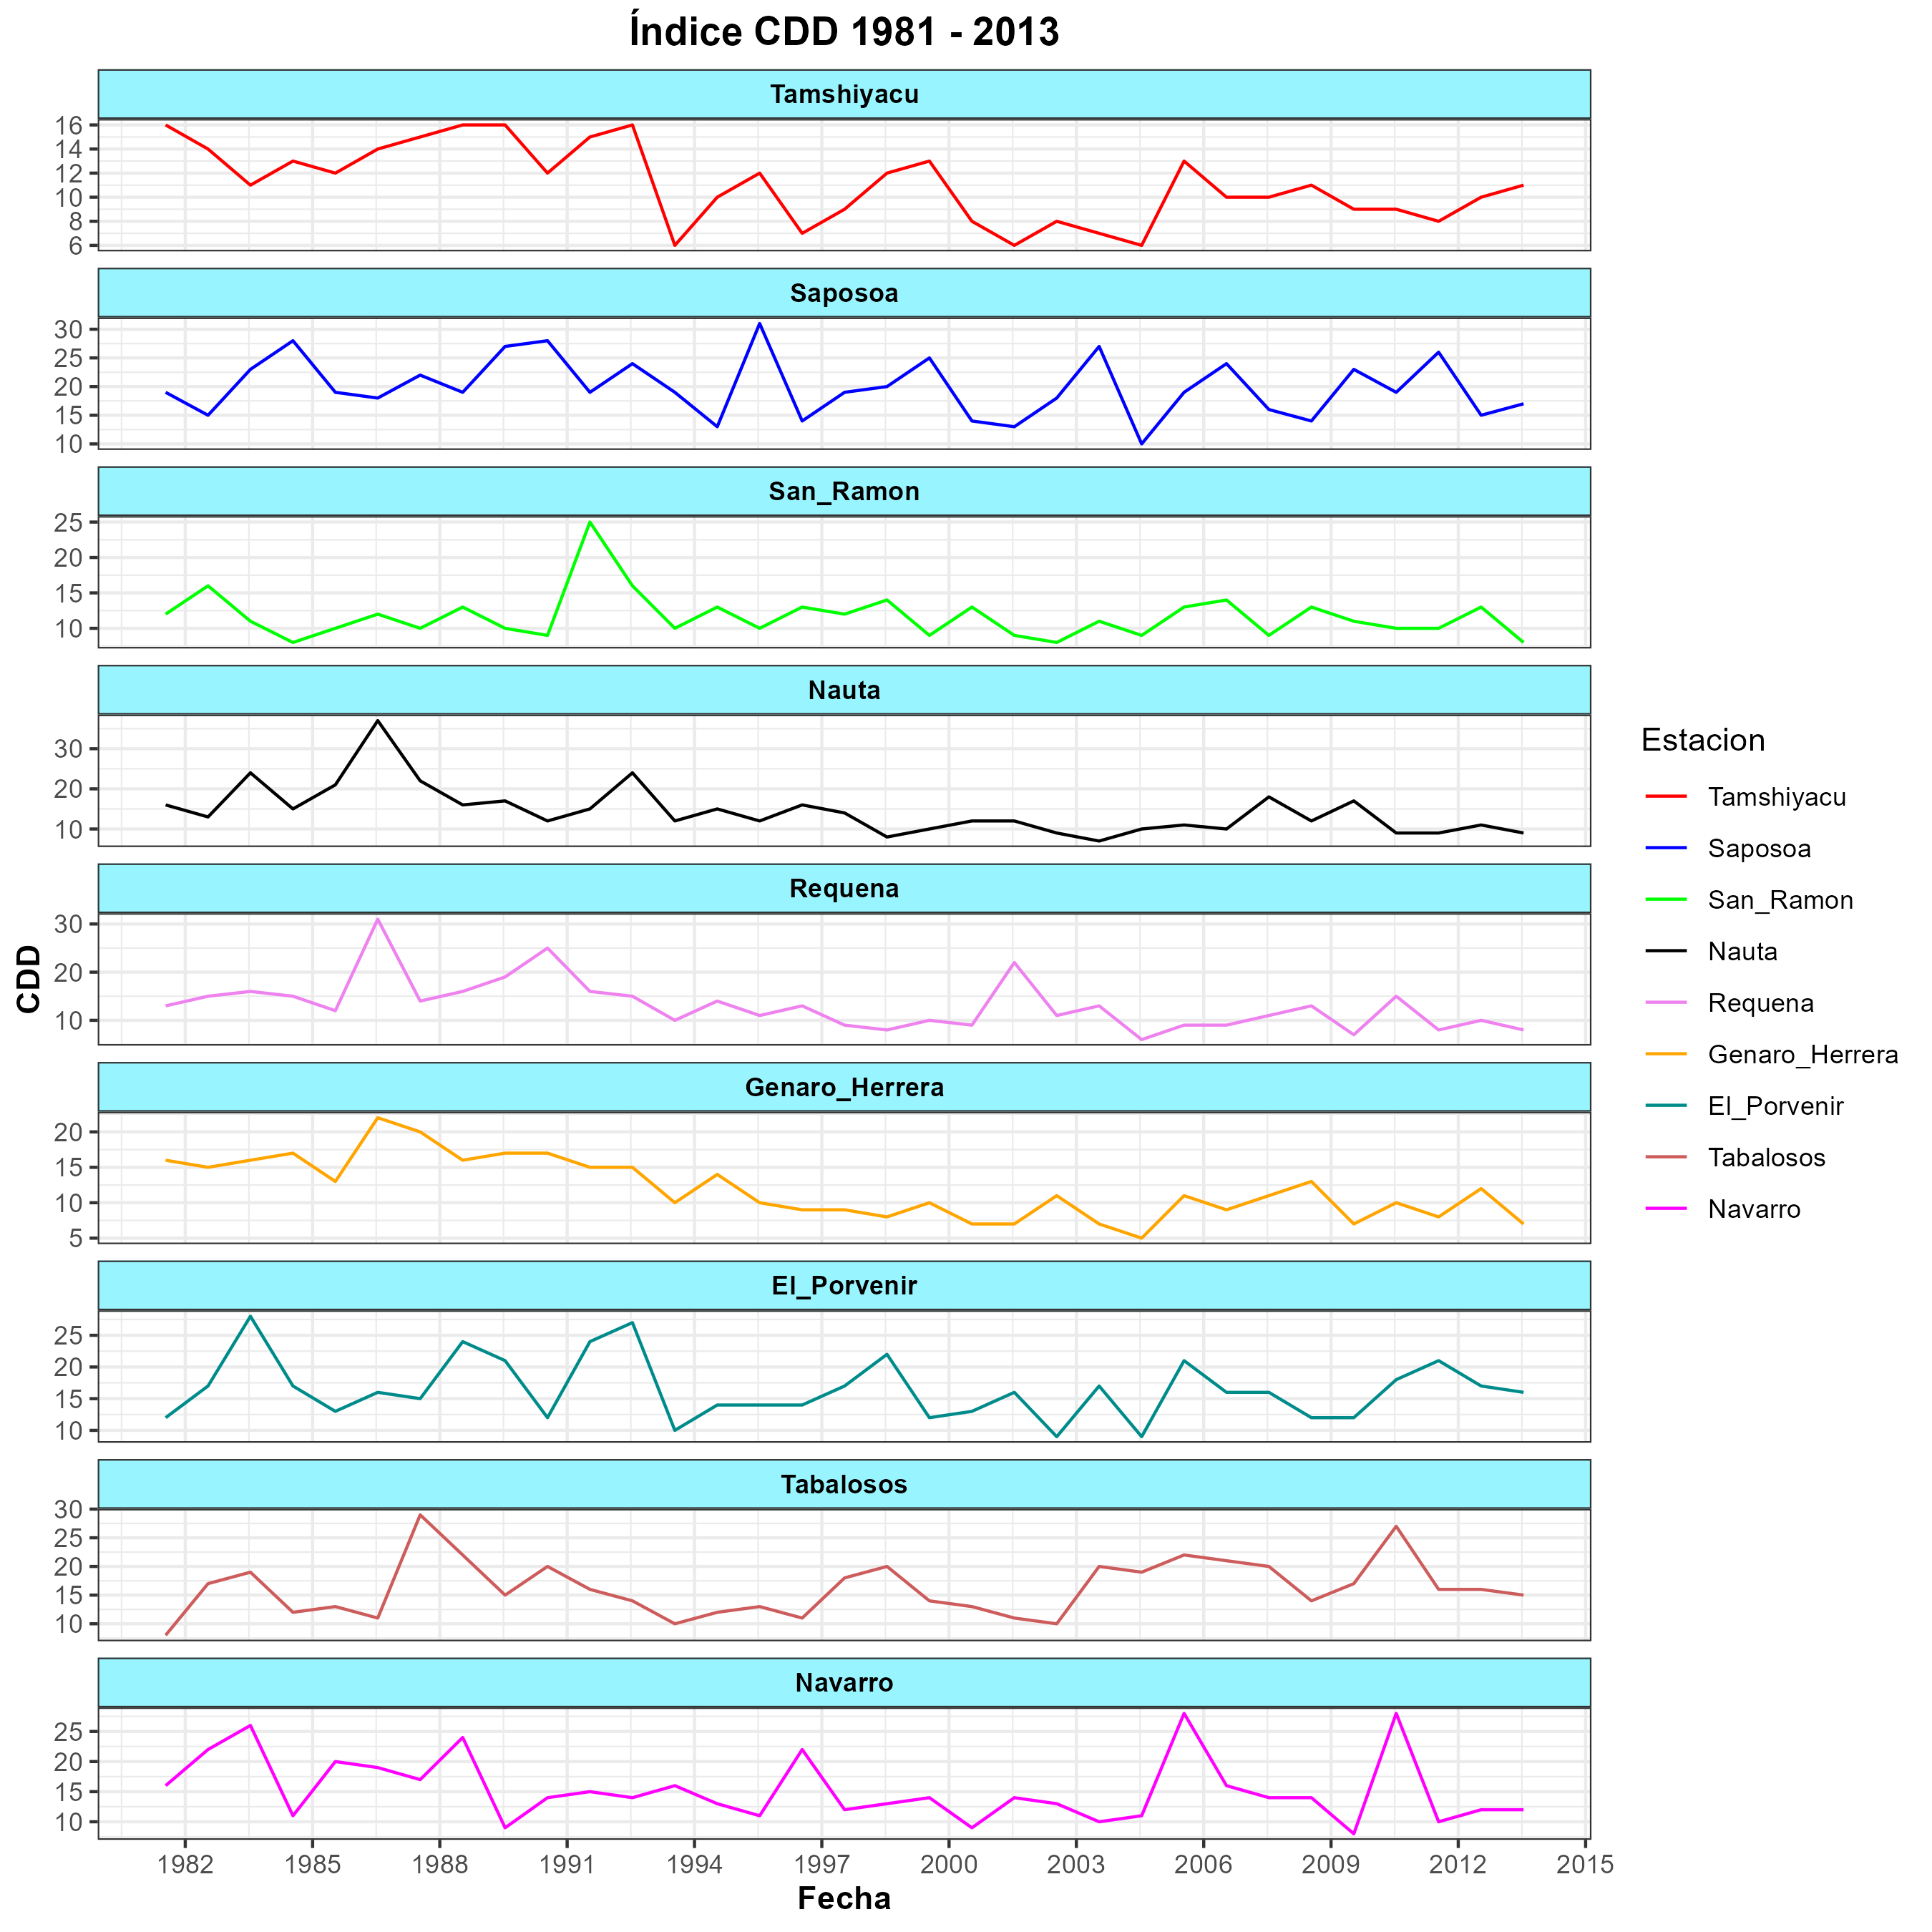 Índice CDD 1981 - 2013
Tamshiyacu
16
14
12
10
8
6
Saposoa
30
25
20
15
10
San_Ramon
25
20
15
10
Nauta
30
20
10
Requena
30
20
10
Genaro_Herrera
20
15
10
5
El_Porvenir
25
20
15
10
Tabalosos
30
25
20
15
10
Navarro
25
20
15
10
1982 1985 1988 1991 1994 1997 2000 2003 2006 2009 2012 2015
Fecha
CDD
Estacion
Tamshiyacu
Saposoa
San_Ramon
Nauta
Requena
Genaro_Herrera
El_Porvenir
Tabalosos
Navarro